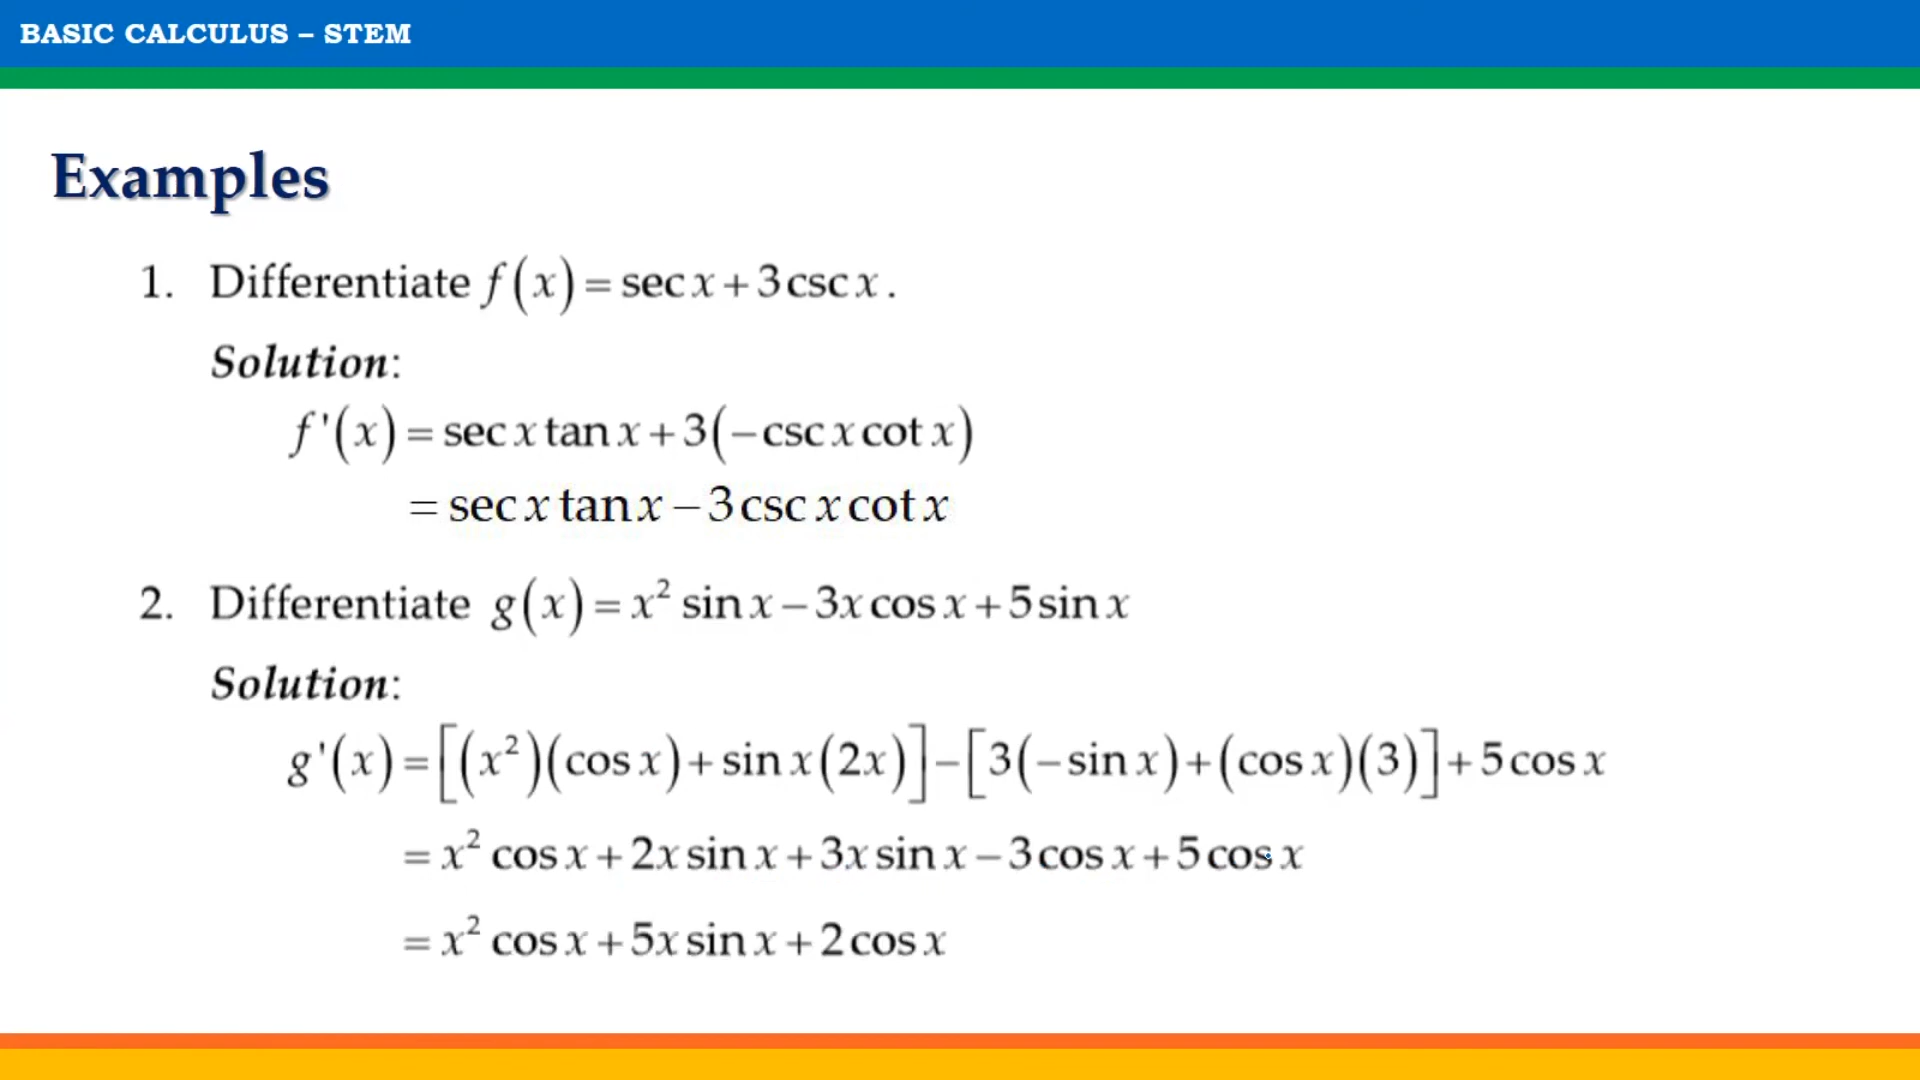 BASIC CALCULUS – STEM
Examples
1. Differentiate f(x) = sec x + 3 csc x.
Solution:
f'(x) = sec x tan x + 3(−csc x cot x)
= sec x tan x − 3 csc x cot x
2. Differentiate g(x) = x² sin x − 3x cos x + 5 sin x
Solution:
g'(x) = [(x²)(cos x) + sin x(2x)] − [3(−sin x) + (cos x)(3)] + 5 cos x
= x² cos x + 2x sin x + 3x sin x − 3 cos x + 5 cos x
= x² cos x + 5x sin x + 2 cos x